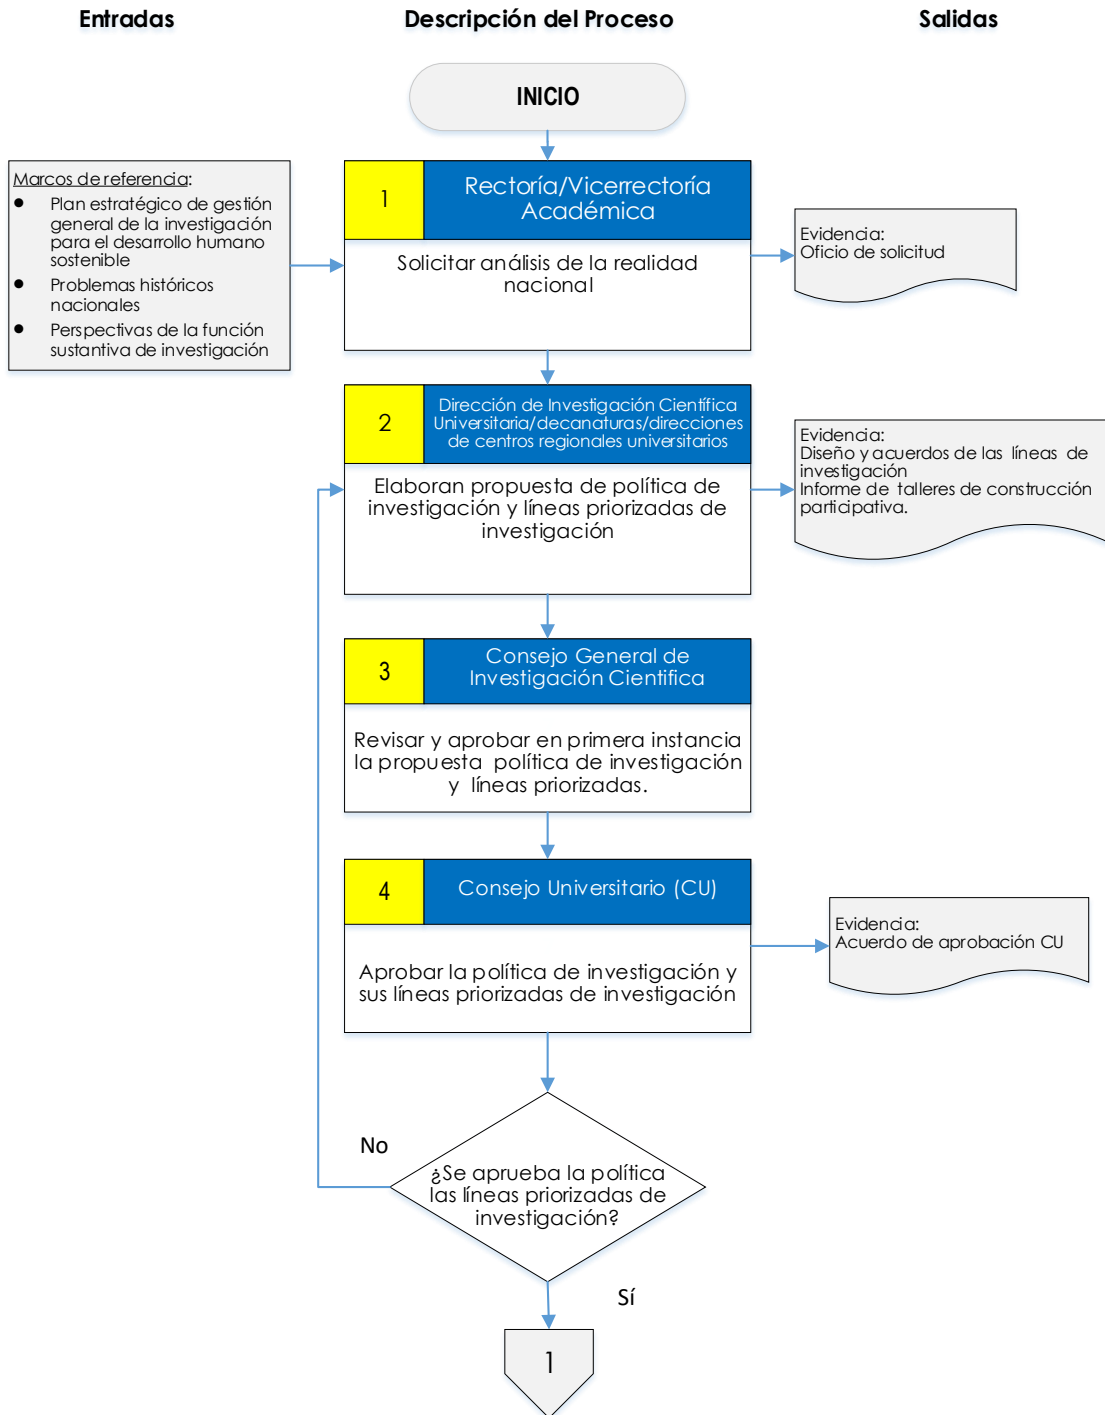 Entradas
Descripción del Proceso
Salidas
INICIO
Marcos de referencia:
● Plan estratégico de gestión
general de la investigación
para el desarrollo humano
sostenible
● Problemas históricos
nacionales
● Perspectivas de la función
sustantiva de investigación
1
Rectoría/Vicerrectoría
Académica
Solicitar análisis de la realidad
nacional
Evidencia:
Oficio de solicitud
2
Dirección de Investigación Científica
Universitaria/decanaturas/direcciones
de centros regionales universitarios
Elaboran propuesta de política de
investigación y líneas priorizadas de
investigación
Evidencia:
Diseño y acuerdos de las líneas de
investigación
Informe de talleres de construcción
participativa.
3
Consejo General de
Investigación Cientifica
Revisar y aprobar en primera instancia
la propuesta política de investigación
y líneas priorizadas.
4
Consejo Universitario (CU)
Aprobar la política de investigación y
sus líneas priorizadas de investigación
Evidencia:
Acuerdo de aprobación CU
No
¿Se aprueba la política
las líneas priorizadas de
investigación?
Sí
1